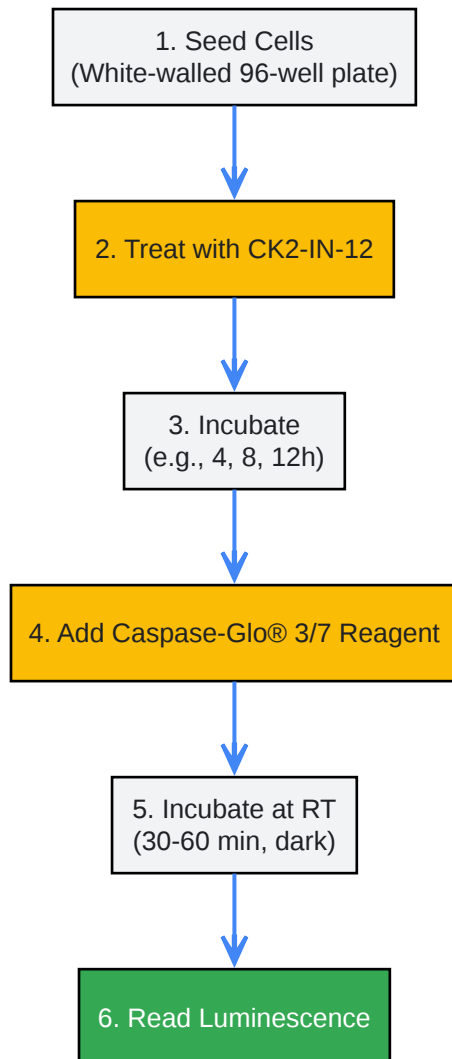 1. Seed Cells
(White-walled 96-well plate)
2. Treat with CK2-IN-12
3. Incubate
(e.g., 4, 8, 12h)
4. Add Caspase-Glo® 3/7 Reagent
5. Incubate at RT
(30-60 min, dark)
6. Read Luminescence